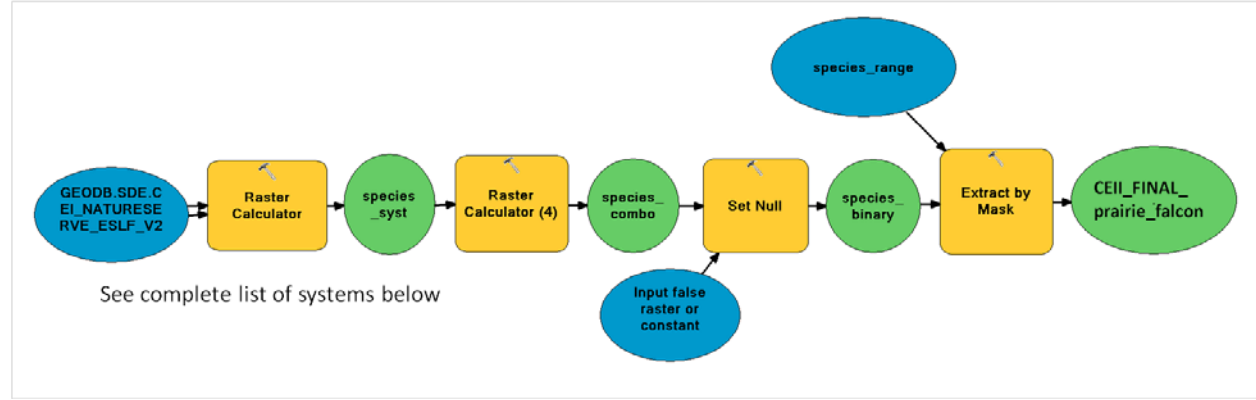 species_range
GEODB.SDE.C
EI_NATURESE
RVE_ESLF_V2
Raster
Calculator
species
_syst
Raster
Calculator (4)
species_
combo
Set Null
species_
binary
Extract by
Mask
CEII_FINAL_
prairie_falcon
See complete list of systems below
Input false
raster or
constant